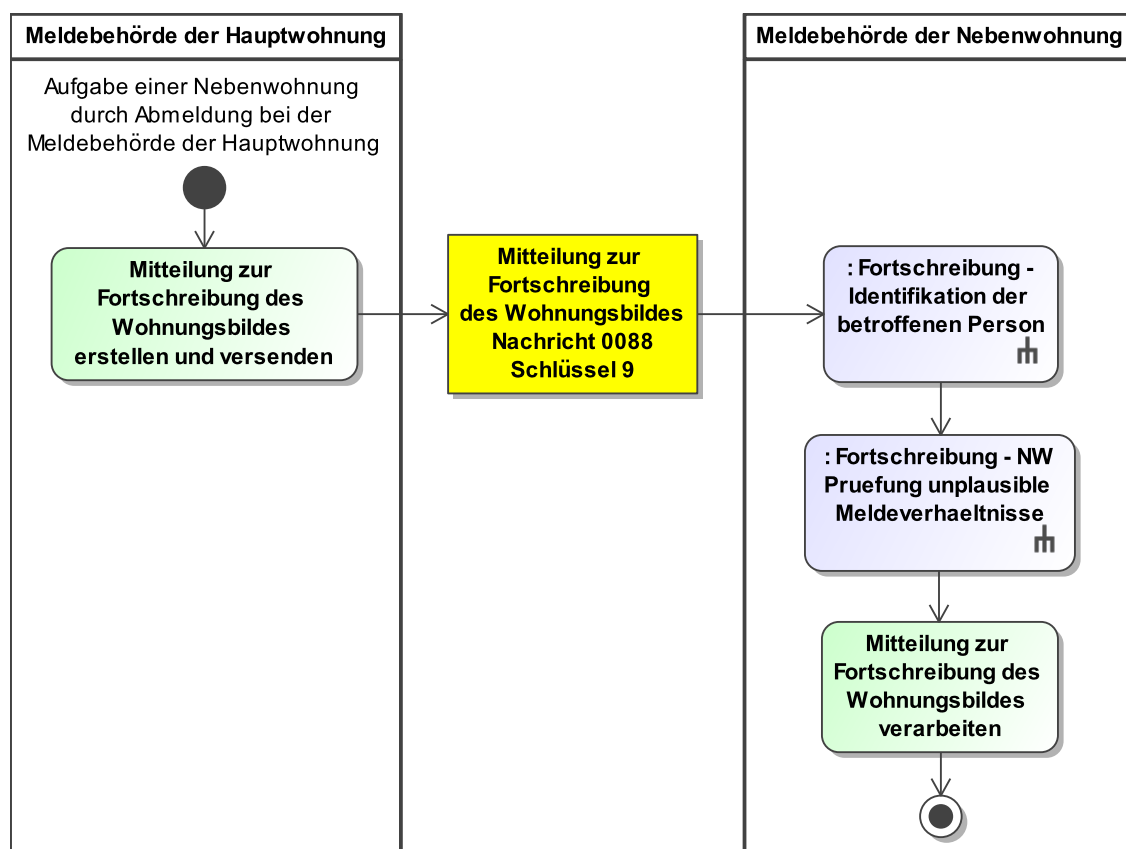 Meldebehörde der Hauptwohnung
Aufgabe einer Nebenwohnung
durch Abmeldung bei der
Meldebehörde der Hauptwohnung
Mitteilung zur
Fortschreibung des
Wohnungsbildes
erstellen und versenden
Mitteilung zur
Fortschreibung
des Wohnungsbildes
Nachricht 0088
Schlüssel 9
Meldebehörde der Nebenwohnung
: Fortschreibung -
Identifikation der
betroffenen Person
: Fortschreibung - NW
Pruefung unplausible
Meldeverhaeltnisse
Mitteilung zur
Fortschreibung des
Wohnungsbildes
verarbeiten